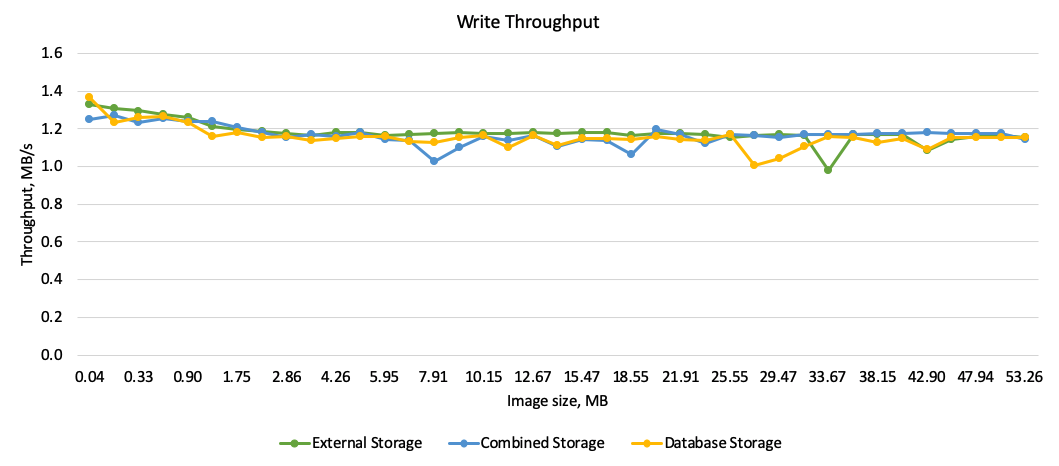 Write Throughput
1.6
1.4
1.2
1.0
0.8
0.6
0.4
0.2
0.0
Throughput, MB/s
0.04 0.33 0.90 1.75 2.86 4.26 5.95 7.91 10.15 12.67 15.47 18.55 21.91 25.55 29.47 33.67 38.15 42.90 47.94 53.26
Image size, MB
External Storage Combined Storage Database Storage